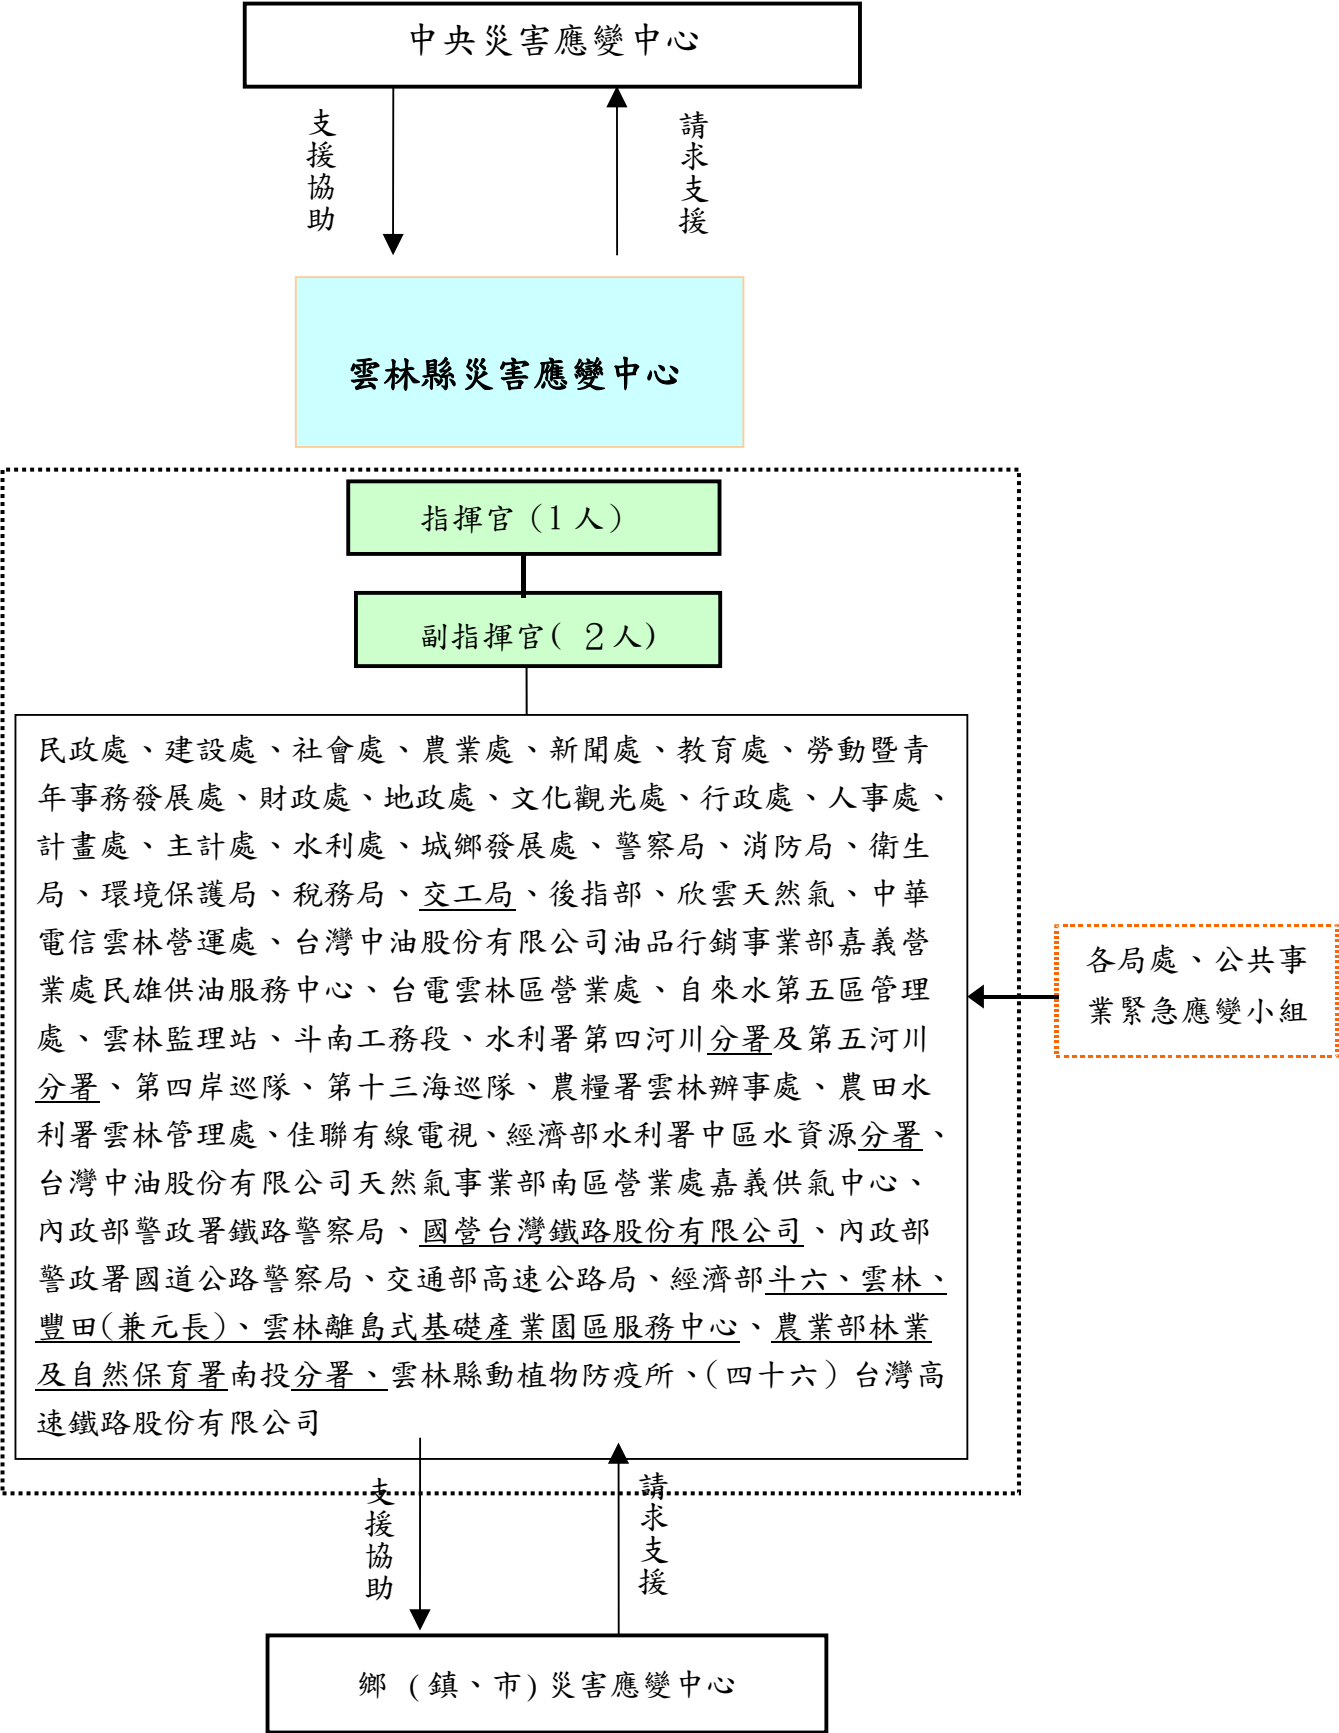 中央災害應變中心
支援協助
請求支援
雲林縣災害應變中心
指揮官(1人)
副指揮官( 2人)
民政處、建設處、社會處、農業處、新聞處、教育處、勞動暨青
年事務發展處、財政處、地政處、文化觀光處、行政處、人事處、
計畫處、主計處、水利處、城鄉發展處、警察局、消防局、衛生
局、環境保護局、稅務局、交工局、後指部、欣雲天然氣、中華
電信雲林營運處、台灣中油股份有限公司油品行銷事業部嘉義營
業處民雄供油服務中心、台電雲林區營業處、自來水第五區管理
處、雲林監理站、斗南工務段、水利署第四河川分署及第五河川
分署、第四岸巡隊、第十三海巡隊、農糧署雲林辦事處、農田水
利署雲林管理處、佳聯有線電視、經濟部水利署中區水資源分署、
台灣中油股份有限公司天然氣事業部南區營業處嘉義供氣中心、
內政部警政署鐵路警察局、國營台灣鐵路股份有限公司、內政部
警政署國道公路警察局、交通部高速公路局、經濟部斗六、雲林、
豐田(兼元長)、雲林離島式基礎產業園區服務中心、農業部林業
及自然保育署南投分署、雲林縣動植物防疫所、(四十六) 台灣高
速鐵路股份有限公司
各局處、公共事
業緊急應變小組
支援協助
請求支援
鄉 (鎮、市)災害應變中心